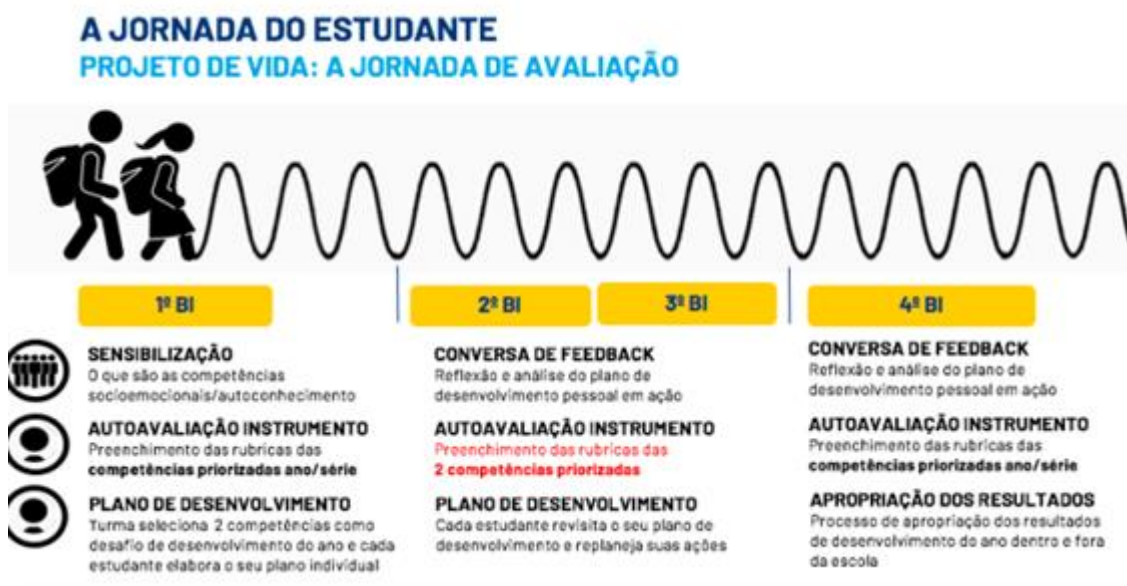 A JORNADA DO ESTUDANTE
PROJETO DE VIDA: A JORNADA DE AVALIAÇÃO
1º BI
SENSIBILIZAÇÃO
O que são as competências
socioemocionais/autoconhecimento
AUTOAVALIAÇÃO INSTRUMENTO
Preenchimento das rubricas das
competências priorizadas ano/série
PLANO DE DESENVOLVIMENTO
Turma seleciona 2 competências como
desafio de desenvolvimento do ano e cada
estudante elabora o seu plano individual
2º BI
3º BI
CONVERSA DE FEEDBACK
Reflexão e análise do plano de
desenvolvimento pessoal em ação
AUTOAVALIAÇÃO INSTRUMENTO
Preenchimento das rubricas das
2 competências priorizadas
PLANO DE DESENVOLVIMENTO
Cada estudante revisita o seu plano de
desenvolvimento e replaneja suas ações
4º BI
CONVERSA DE FEEDBACK
Reflexão e análise do plano de
desenvolvimento pessoal em ação
AUTOAVALIAÇÃO INSTRUMENTO
Preenchimento das rubricas das
competências priorizadas ano/série
APROPRIAÇÃO DOS RESULTADOS
Processo de apropriação dos resultados
de desenvolvimento do ano dentro e fora
da escola